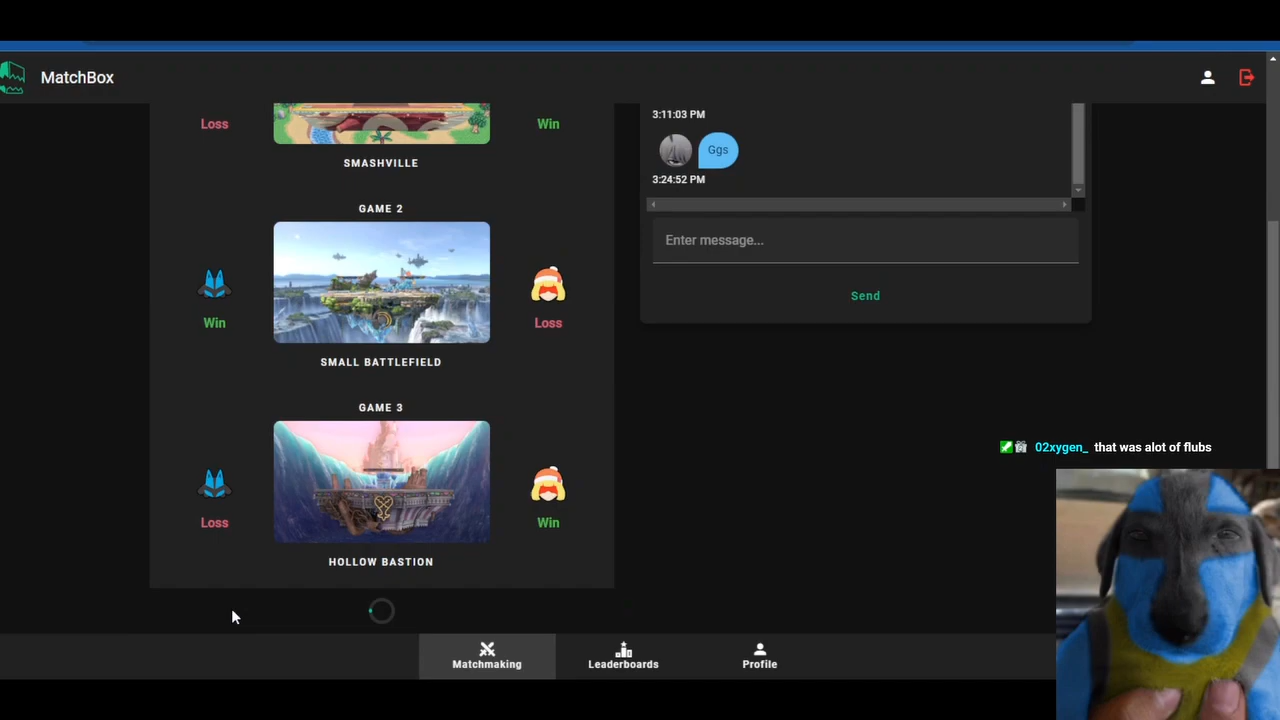 MatchBox
Loss
Win
SMASHVILLE
GAME 2
Win
Loss
SMALL BATTLEFIELD
GAME 3
Loss
Win
HOLLOW BASTION
3:11:03 PM
Ggs
3:24:52 PM
Enter message...
Send
02xygen_ that was alot of flubs
Matchmaking
Leaderboards
Profile